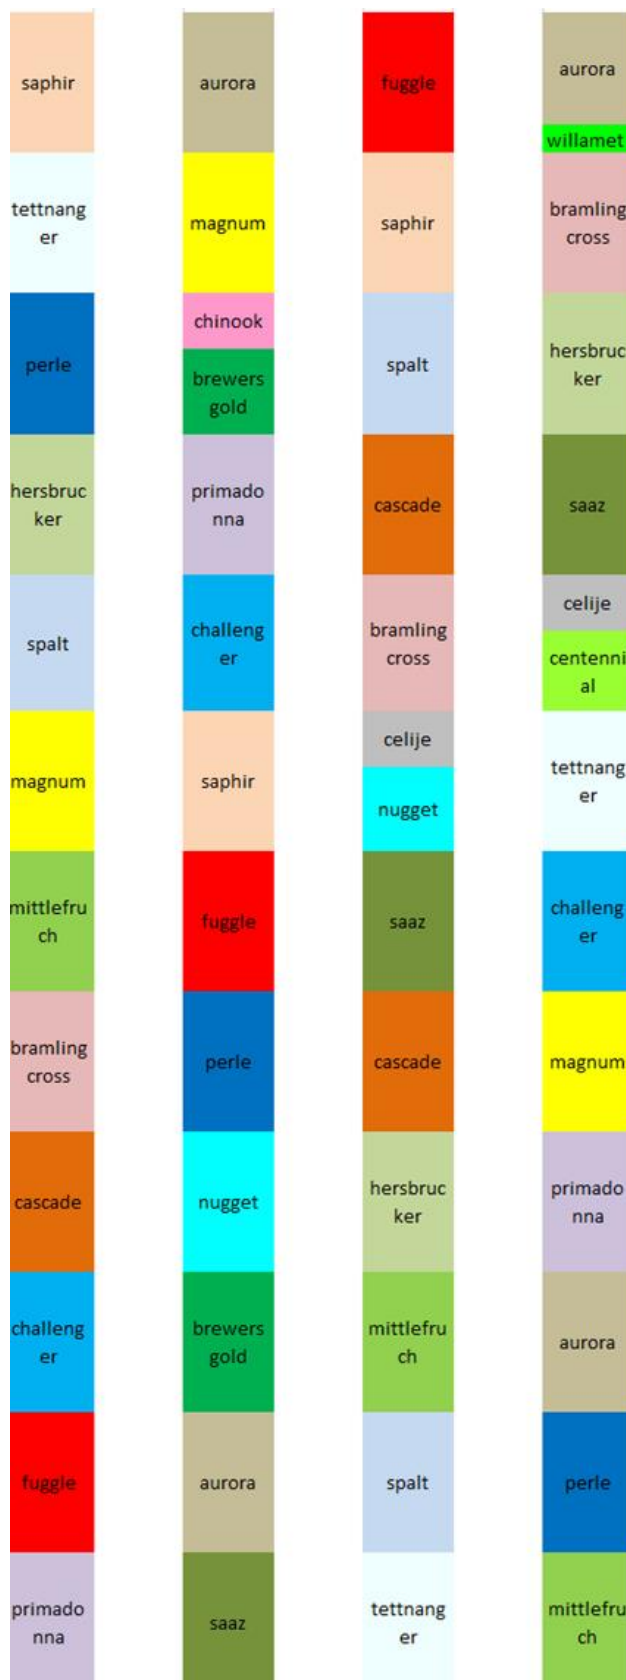 saphir
tettnang
er
perle
hersbruc
ker
spalt
magnum
mittlefru
ch
bramling
cross
cascade
challeng
er
fuggle
primado
nna
aurora
magnum
chinook
brewers
gold
primado
nna
challeng
er
saphir
fuggle
perle
nugget
brewers
gold
aurora
saaz
fuggle
saphir
spalt
cascade
bramling
cross
celije
nugget
saaz
cascade
hersbruc
ker
mittlefru
ch
spalt
tettnang
er
aurora
willamet
bramling
cross
hersbruc
ker
saaz
celije
centenni
al
tettnang
er
challeng
er
magnum
primado
nna
aurora
perle
mittlefru
ch